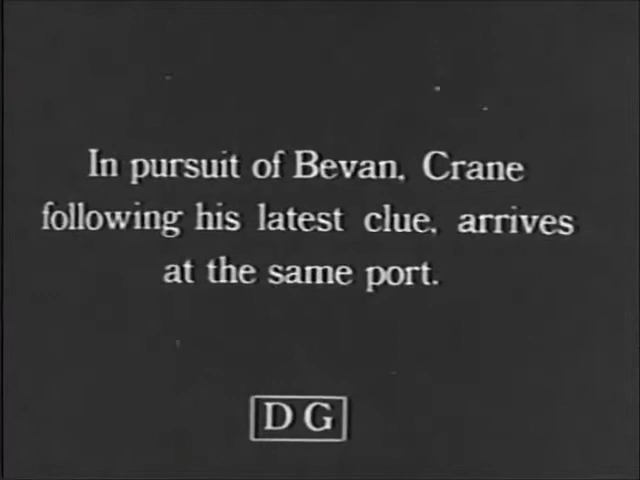 In pursuit of Bevan, Crane
following his latest clue, arrives
at the same port.
DG